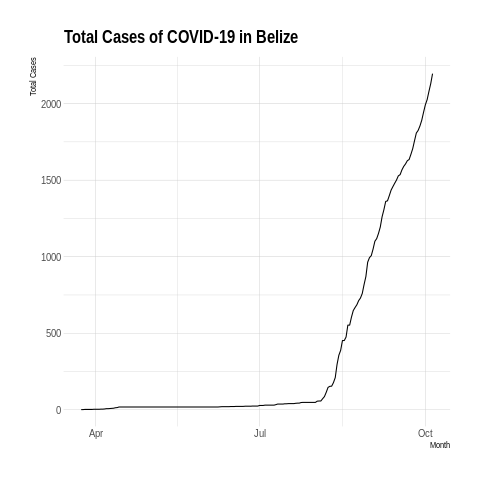 Total Cases of COVID-19 in Belize
Total Cases
2000
1500
1000
500
0
Apr
Jul
Oct
Month